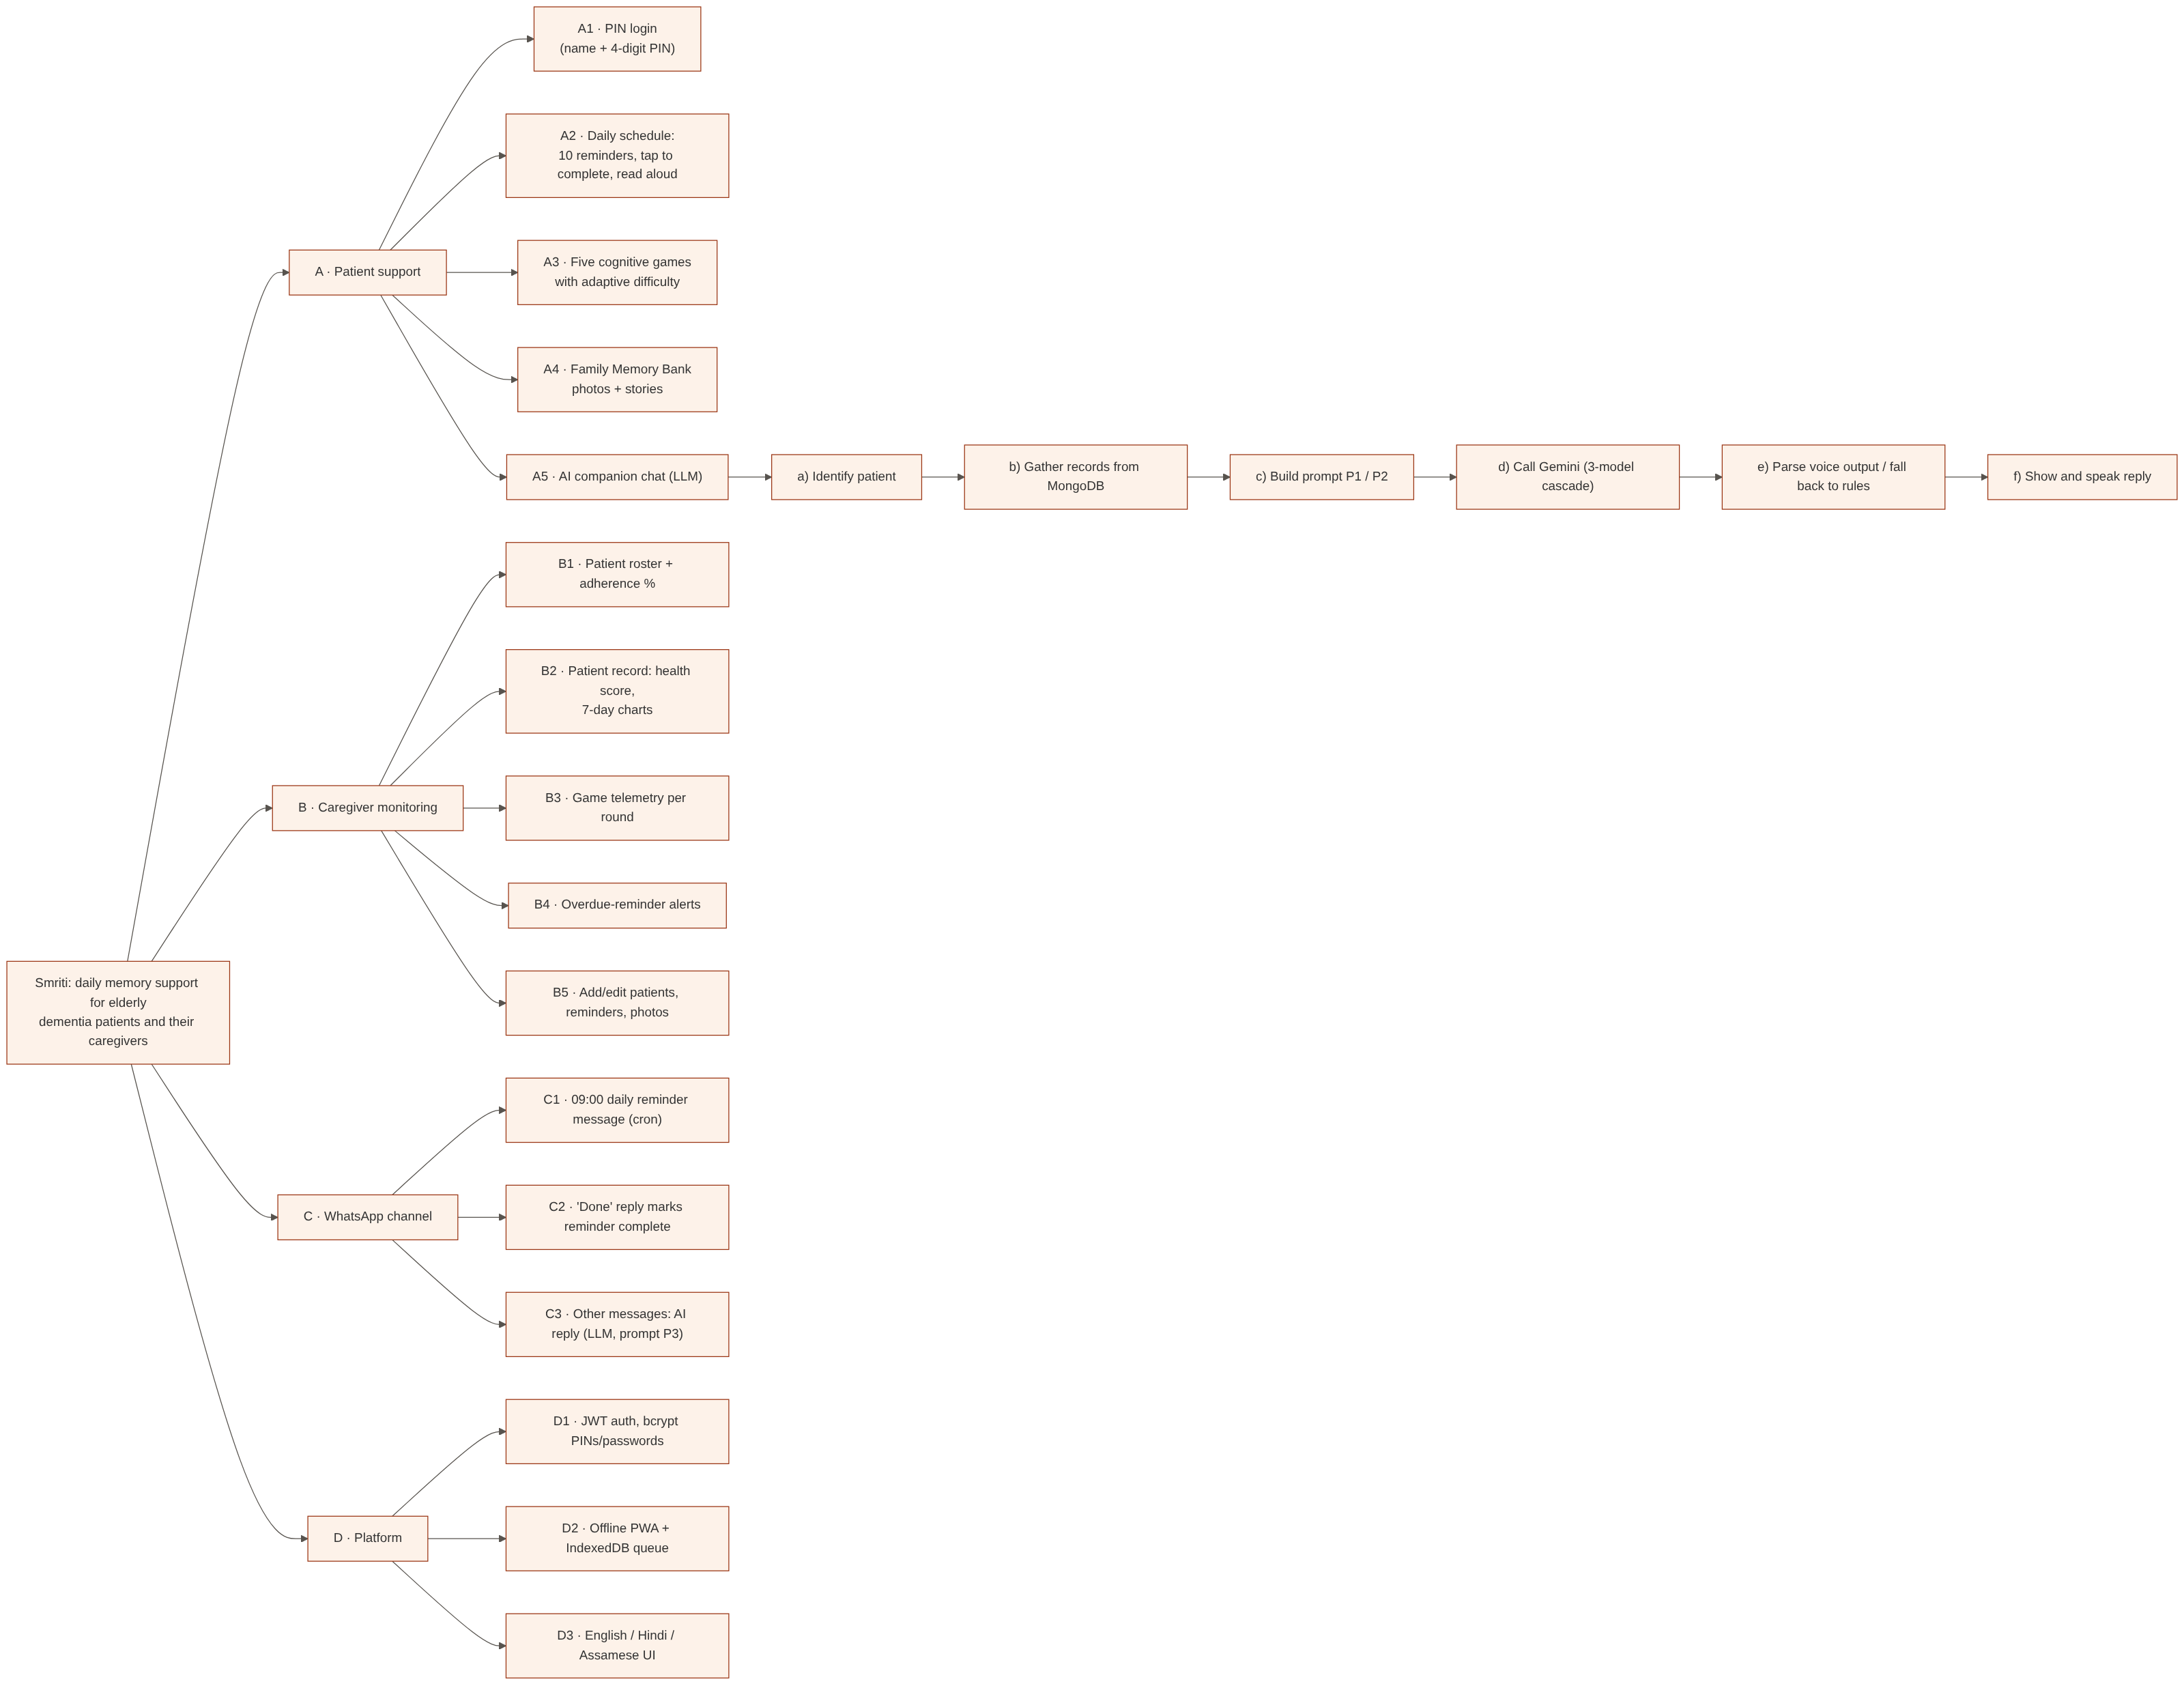 A1 · PIN login
(name + 4-digit PIN)
A2 · Daily schedule:
10 reminders, tap to
complete, read aloud
A · Patient support
A3 · Five cognitive games
with adaptive difficulty
A4 · Family Memory Bank
photos + stories
A5 · AI companion chat (LLM)
a) Identify patient
b) Gather records from
MongoDB
c) Build prompt P1 / P2
d) Call Gemini (3-model
cascade)
e) Parse voice output / fall
back to rules
f) Show and speak reply
B1 · Patient roster +
adherence %
B2 · Patient record: health
score,
7-day charts
B · Caregiver monitoring
B3 · Game telemetry per
round
B4 · Overdue-reminder alerts
Smriti: daily memory support
for elderly
dementia patients and their
caregivers
B5 · Add/edit patients,
reminders, photos
C1 · 09:00 daily reminder
message (cron)
C · WhatsApp channel
C2 · 'Done' reply marks
reminder complete
C3 · Other messages: AI
reply (LLM, prompt P3)
D1 · JWT auth, bcrypt
PINs/passwords
D · Platform
D2 · Offline PWA +
IndexedDB queue
D3 · English / Hindi /
Assamese UI